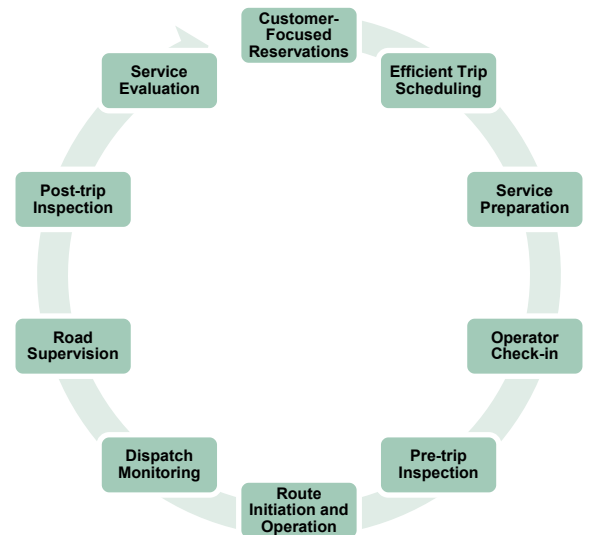 Customer-
Focused
Reservations
Efficient Trip
Scheduling
Service
Preparation
Operator
Check-in
Pre-trip
Inspection
Route
Initiation and
Operation
Dispatch
Monitoring
Road
Supervision
Post-trip
Inspection
Service
Evaluation